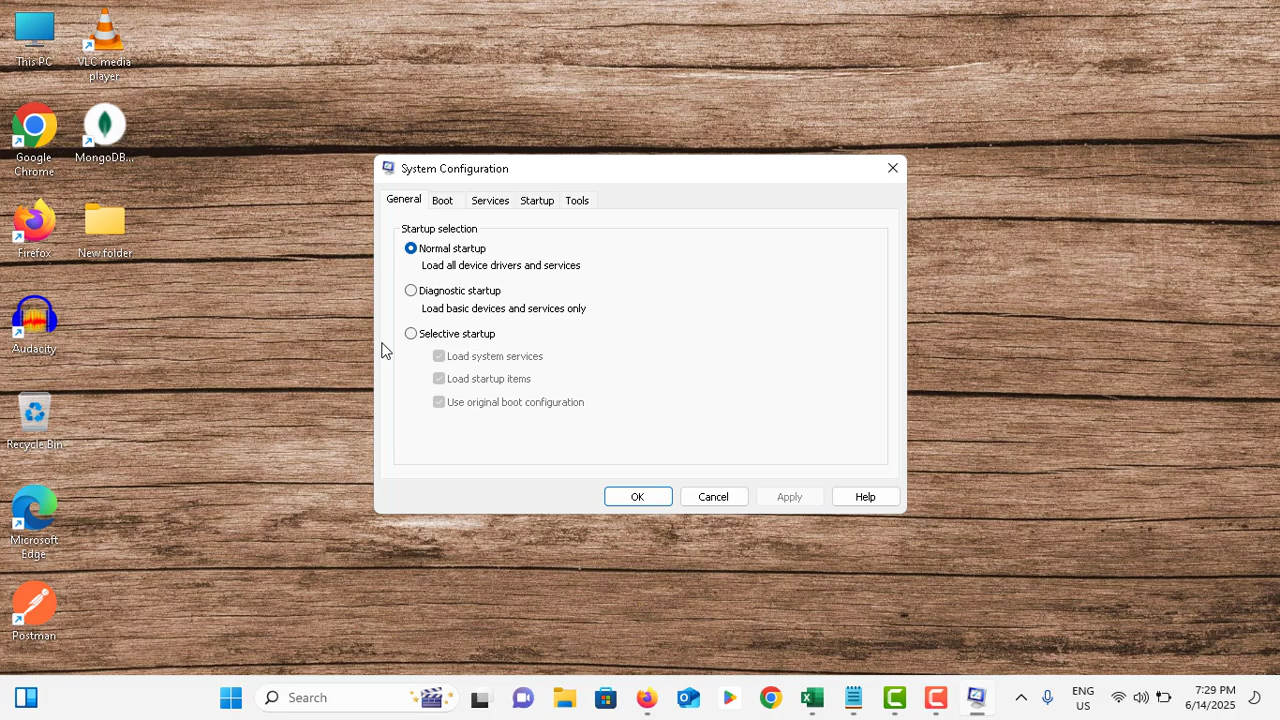 This PC
VLC media
player
Google
Chrome
MongoDB...
Firefox
New folder
Audacity
Recycle Bin
Microsoft
Edge
Postman
System Configuration
General
Boot
Services
Startup
Tools
Startup selection
Normal startup
Load all device drivers and services
Diagnostic startup
Load basic devices and services only
Selective startup
Load system services
Load startup items
Use original boot configuration
OK
Cancel
Apply
Help
Search
ENG
US
7:29 PM
6/14/2025